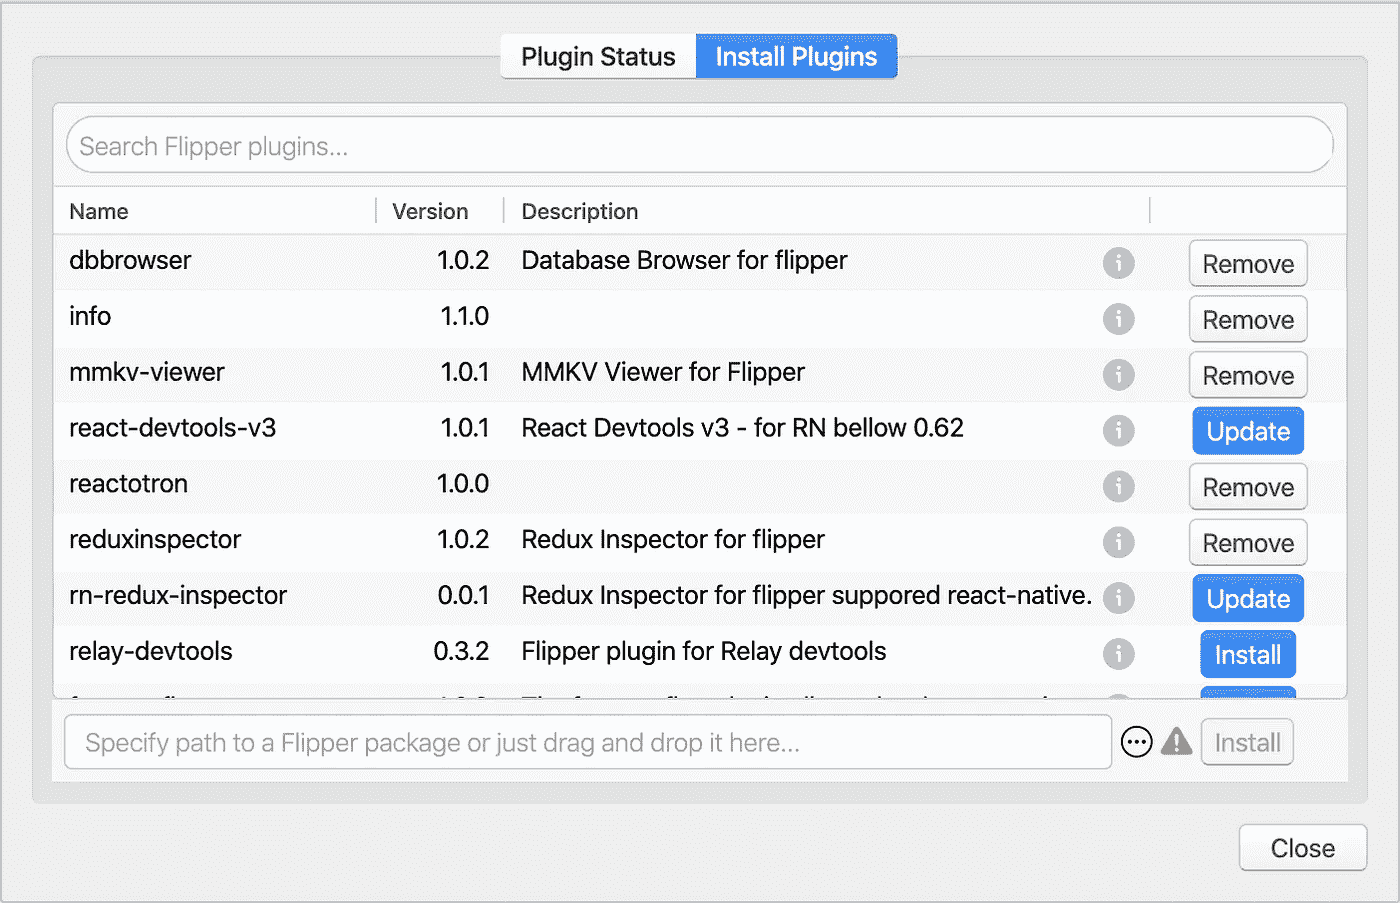 Plugin Status Install Plugins
Search Flipper plugins...
Name Version Description
dbbrowser 1.0.2 Database Browser for flipper Remove
info 1.1.0 Remove
mmkv-viewer 1.0.1 MMKV Viewer for Flipper Remove
react-devtools-v3 1.0.1 React Devtools v3 - for RN bellow 0.62 Update
reactotron 1.0.0 Remove
reduxinspector 1.0.2 Redux Inspector for flipper Remove
rn-redux-inspector 0.0.1 Redux Inspector for flipper suppored react-native. Update
relay-devtools 0.3.2 Flipper plugin for Relay devtools Install
Specify path to a Flipper package or just drag and drop it here... Install
Close